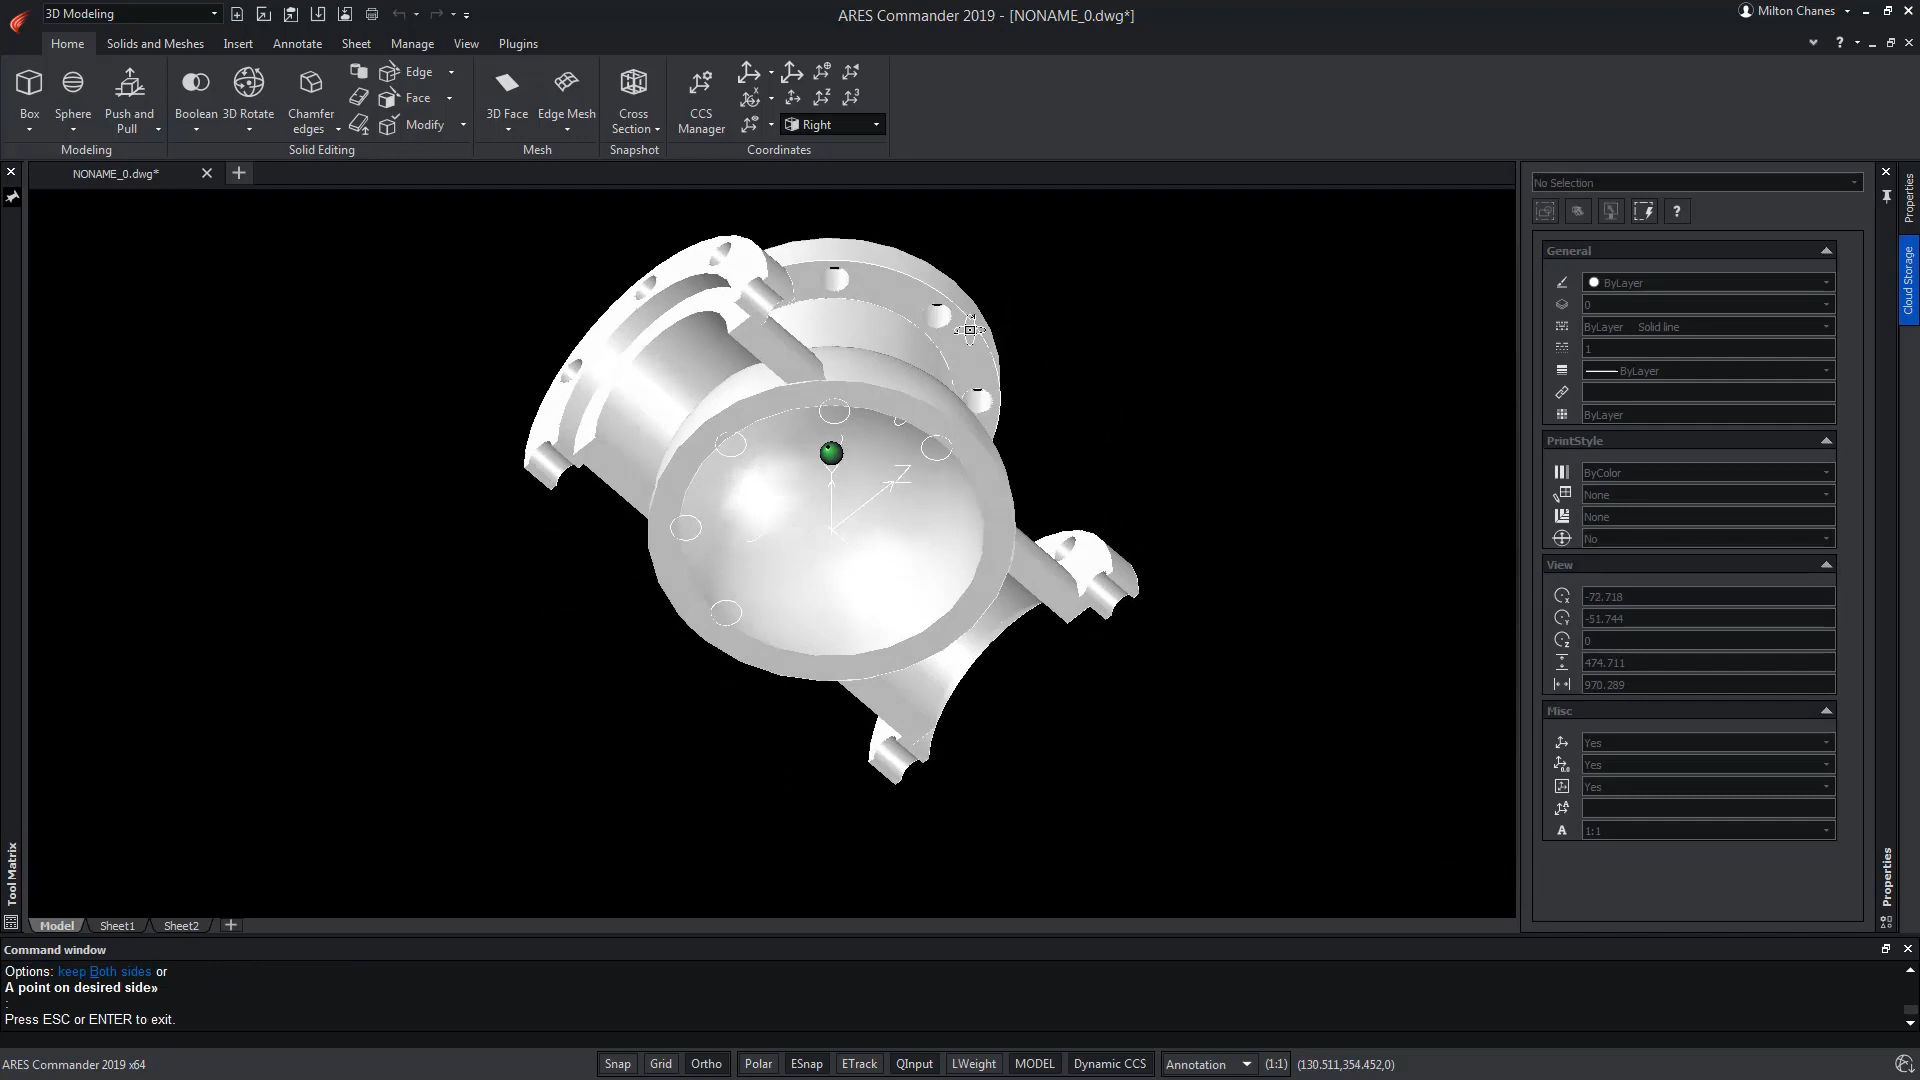 3D Modeling
ARES Commander 2019 - [NONAME_0.dwg*]
Milton Chanes
Home
Solids and Meshes
Insert
Annotate
Sheet
Manage
View
Plugins
?
Box
Sphere
Push and Pull
Boolean
3D Rotate
Chamfer edges
Edge
Face
Modify
3D Face
Edge Mesh
Cross Section
CCS Manager
Right
Modeling
Solid Editing
Mesh
Snapshot
Coordinates
NONAME_0.dwg*
Z
Y
No Selection
?
General
ByLayer
0
ByLayer Solid line
1
ByLayer
ByLayer
PrintStyle
ByColor
None
None
No
View
-72.718
-51.744
0
474.711
970.289
Misc
Yes
Yes
Yes
1:1
Properties
Cloud Storage
Properties
Tool Matrix
Model
Sheet1
Sheet2
Command window
Options: keep Both sides or
A point on desired side»
:
Press ESC or ENTER to exit.
ARES Commander 2019 x64
Snap
Grid
Ortho
Polar
ESnap
ETrack
QInput
LWeight
MODEL
Dynamic CCS
Annotation
(1:1)
(130.511,354.452,0)